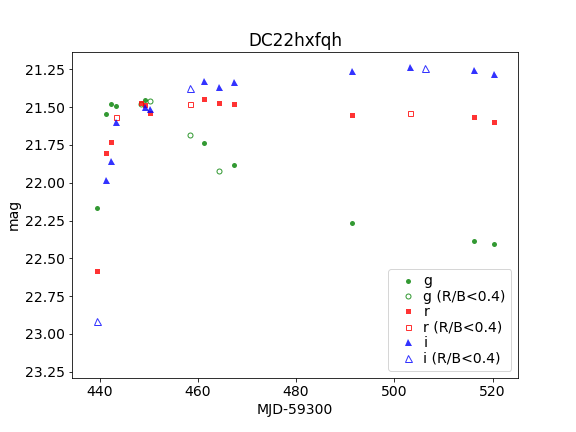 DC22hxfqh
21.25
21.50
21.75
22.00
22.25
22.50
22.75
23.00
23.25
mag
440
460
480
500
520
MJD-59300
g
g (R/B<0.4)
r
r (R/B<0.4)
i
i (R/B<0.4)